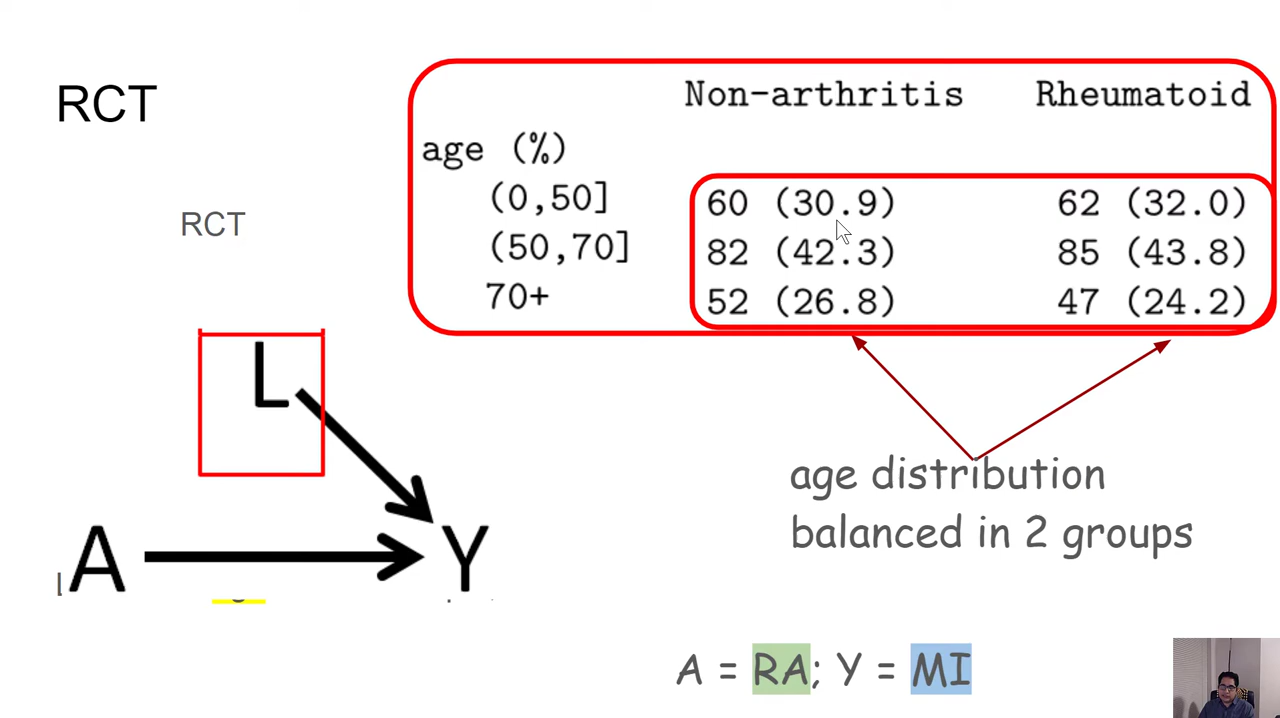 RCT
Non-arthritis Rheumatoid
age (%)
(0,50] 60 (30.9) 62 (32.0)
(50,70] 82 (42.3) 85 (43.8)
70+ 52 (26.8) 47 (24.2)
RCT
L
A Y
age distribution
balanced in 2 groups
A = RA; Y = MI